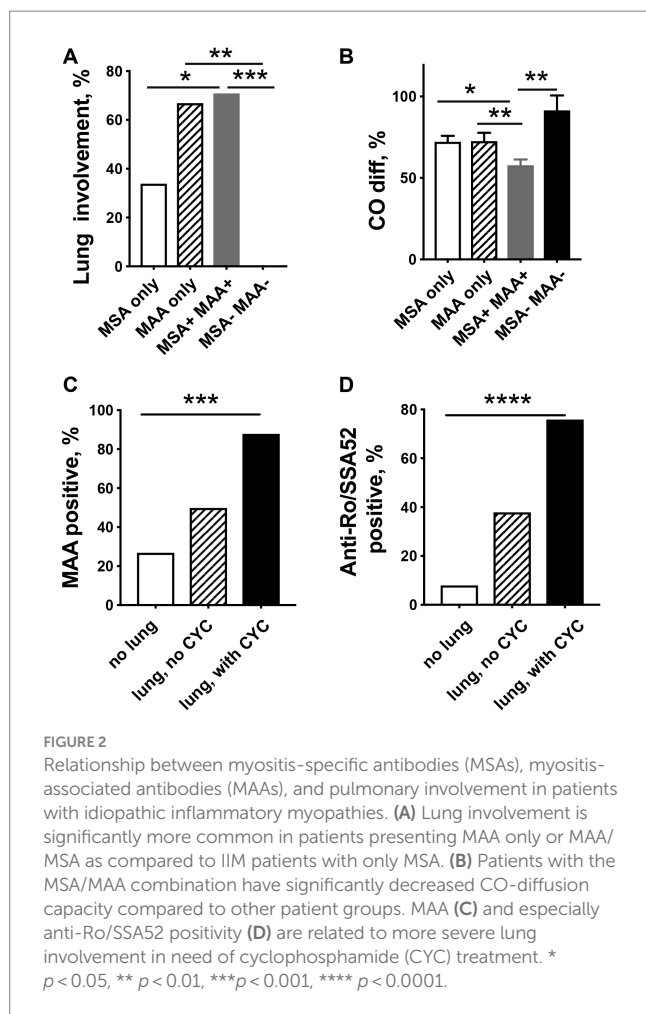 A
Lung involvement, %
80
60
40
20
0
**
*
***
MSA only
MAA only
MSA+ MAA+
MSA- MAA-
B
CO diff, %
100
50
0
*
**
**
MSA only
MAA only
MSA+ MAA+
MSA- MAA-
C
MAA positive, %
100
80
60
40
20
0
***
no lung
lung, no CYC
lung, with CYC
D
Anti-Ro/SSA52
positive, %
80
60
40
20
0
****
no lung
lung, no CYC
lung, with CYC
FIGURE 2
Relationship between myositis-specific antibodies (MSAs), myositis-
associated antibodies (MAAs), and pulmonary involvement in patients
with idiopathic inflammatory myopathies. (A) Lung involvement is
significantly more common in patients presenting MAA only or MAA/
MSA as compared to IIM patients with only MSA. (B) Patients with the
MSA/MAA combination have significantly decreased CO-diffusion
capacity compared to other patient groups. MAA (C) and especially
anti-Ro/SSA52 positivity (D) are related to more severe lung
involvement in need of cyclophosphamide (CYC) treatment. *
p < 0.05, ** p < 0.01, ***p < 0.001, **** p < 0.0001.